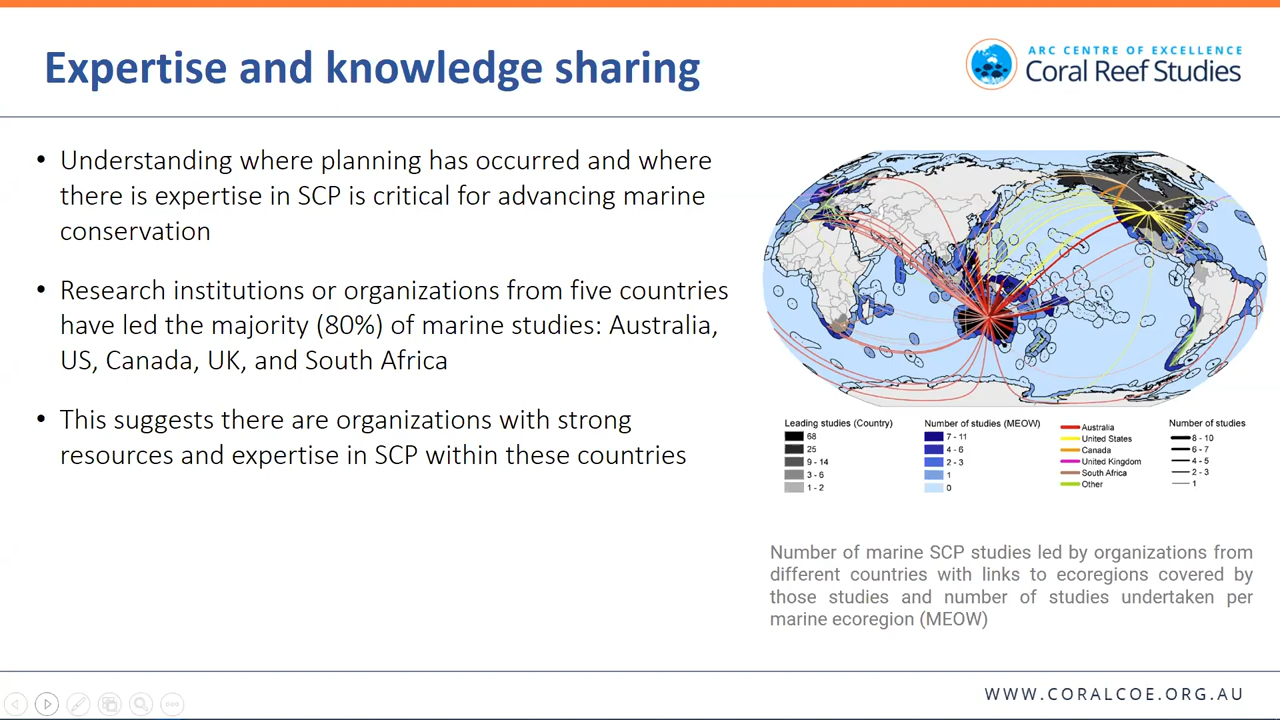 Expertise and knowledge sharing
ARC CENTRE OF EXCELLENCE
Coral Reef Studies
• Understanding where planning has occurred and where
there is expertise in SCP is critical for advancing marine
conservation
• Research institutions or organizations from five countries
have led the majority (80%) of marine studies: Australia,
US, Canada, UK, and South Africa
• This suggests there are organizations with strong
resources and expertise in SCP within these countries
Leading studies (Country)
68
25
9 - 14
3 - 6
1 - 2
Number of studies (MEOW)
7 - 11
4 - 6
2 - 3
1
0
Australia
United States
Canada
United Kingdom
South Africa
Other
Number of studies
8 - 10
6 - 7
4 - 5
2 - 3
1
Number of marine SCP studies led by organizations from
different countries with links to ecoregions covered by
those studies and number of studies undertaken per
marine ecoregion (MEOW)
WWW.CORALCOE.ORG.AU